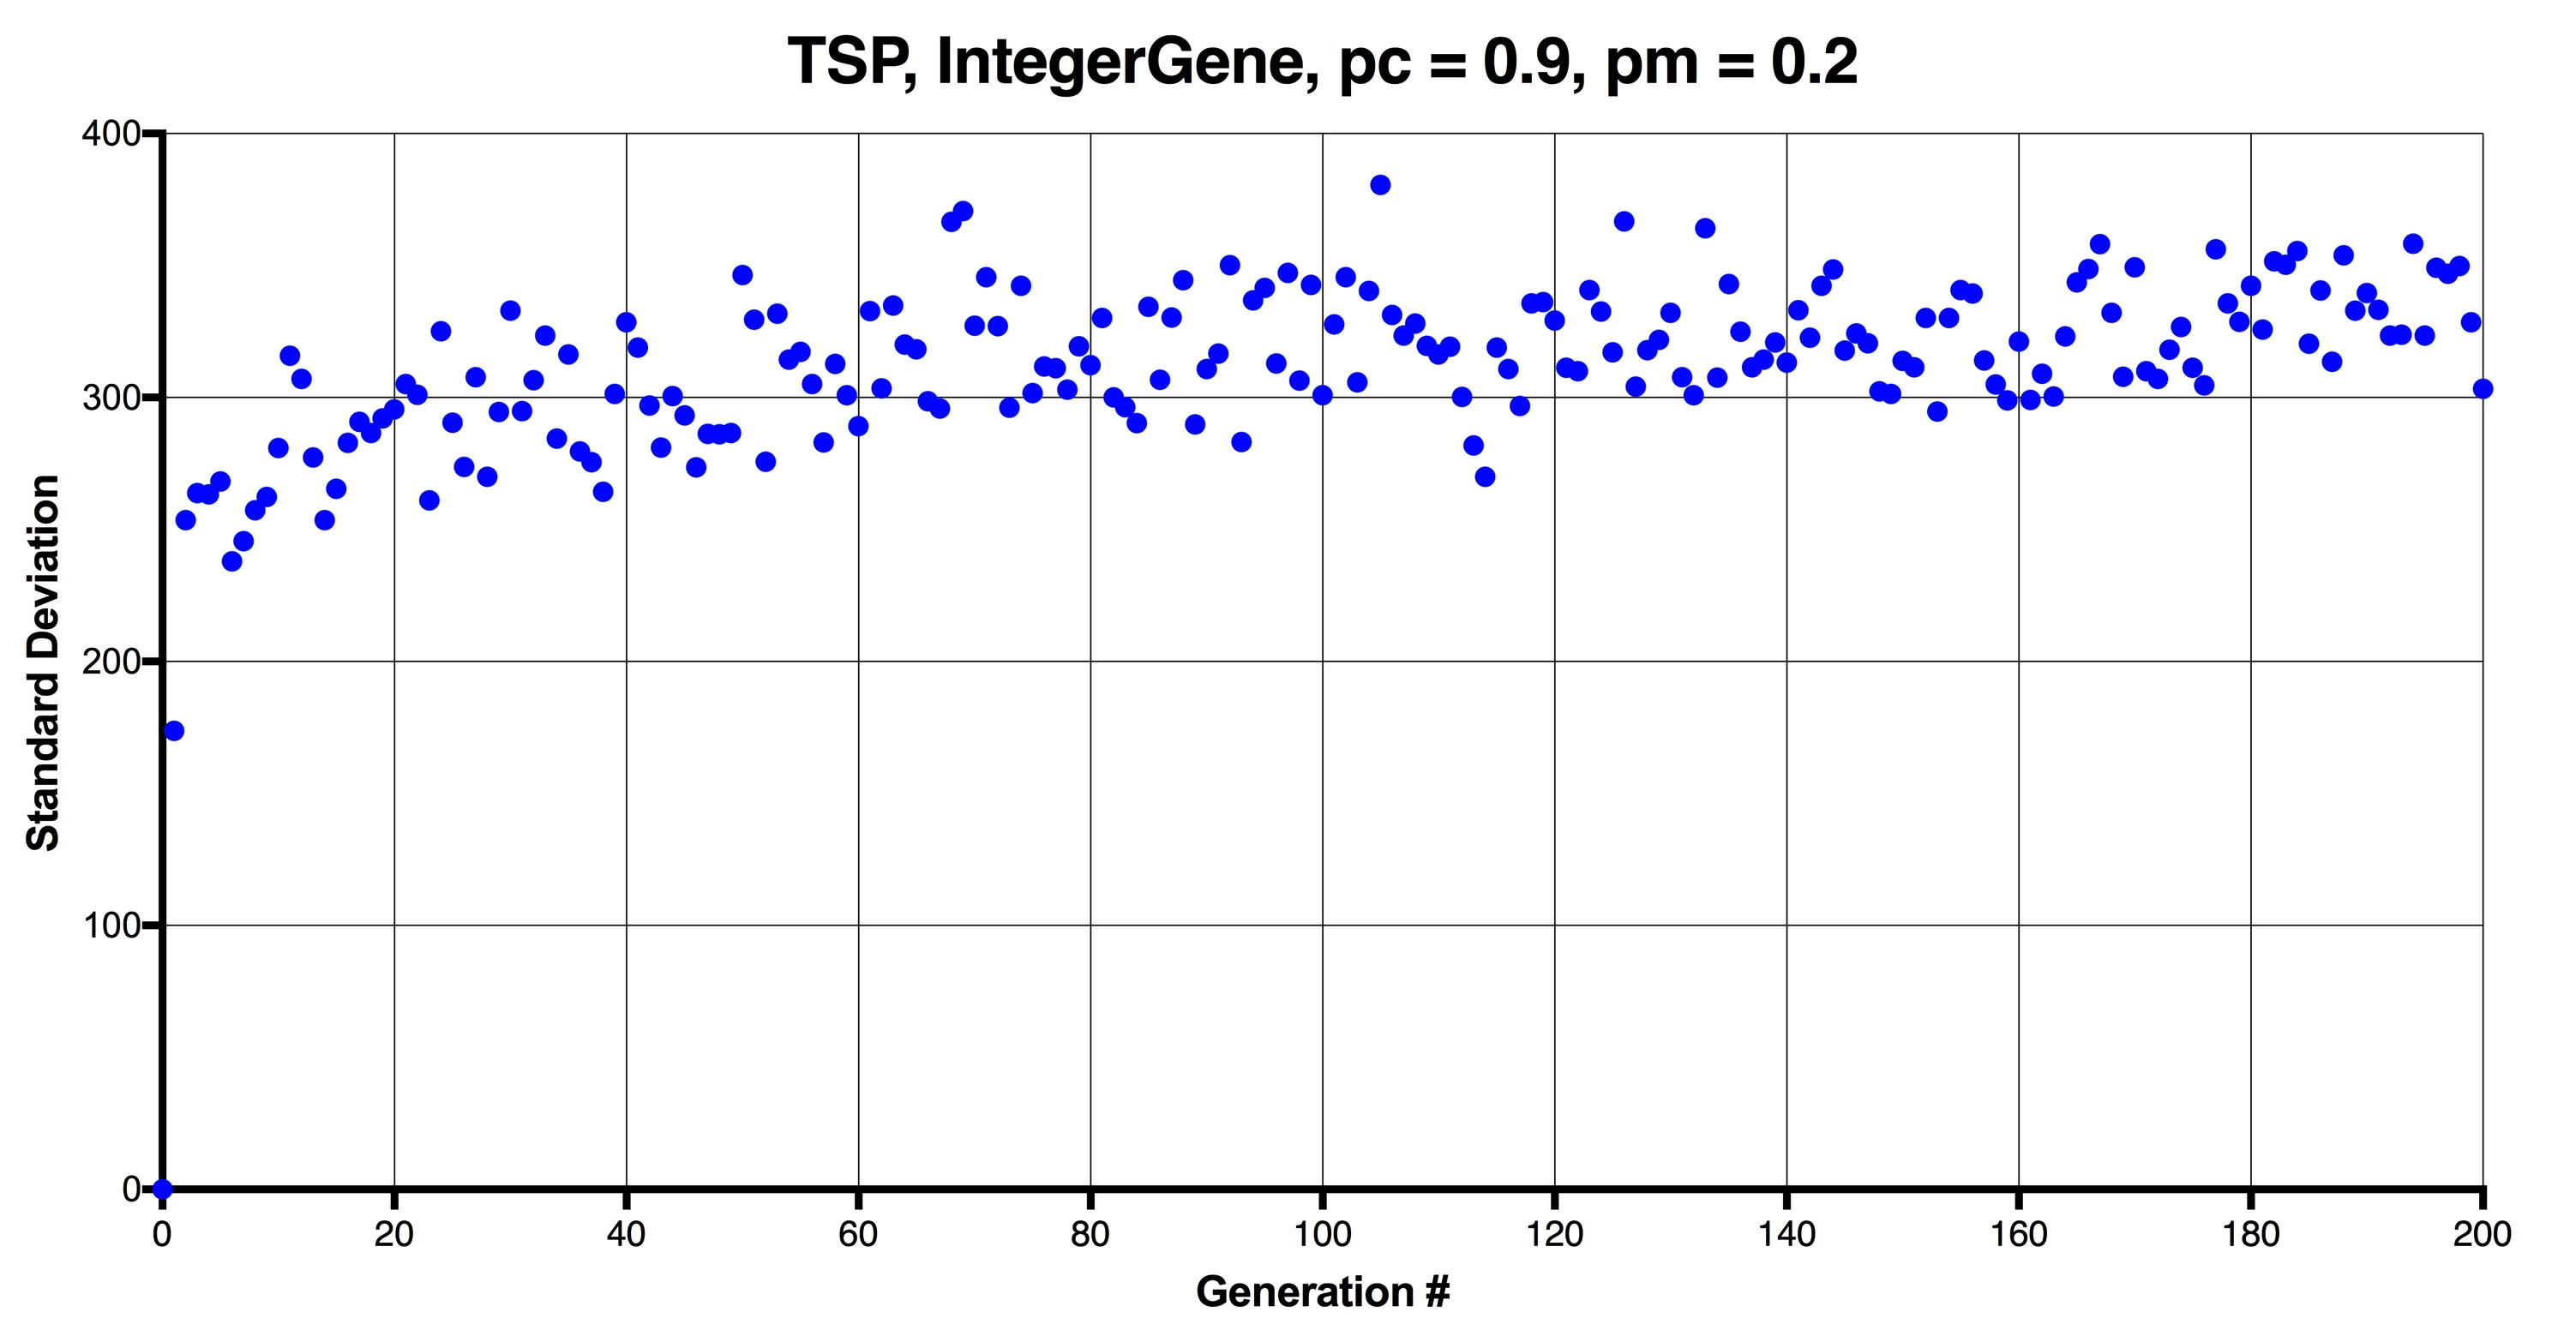 TSP, IntegerGene, pc = 0.9, pm = 0.2
400
300
200
100
0
Standard Deviation
0 20 40 60 80 100 120 140 160 180 200
Generation #